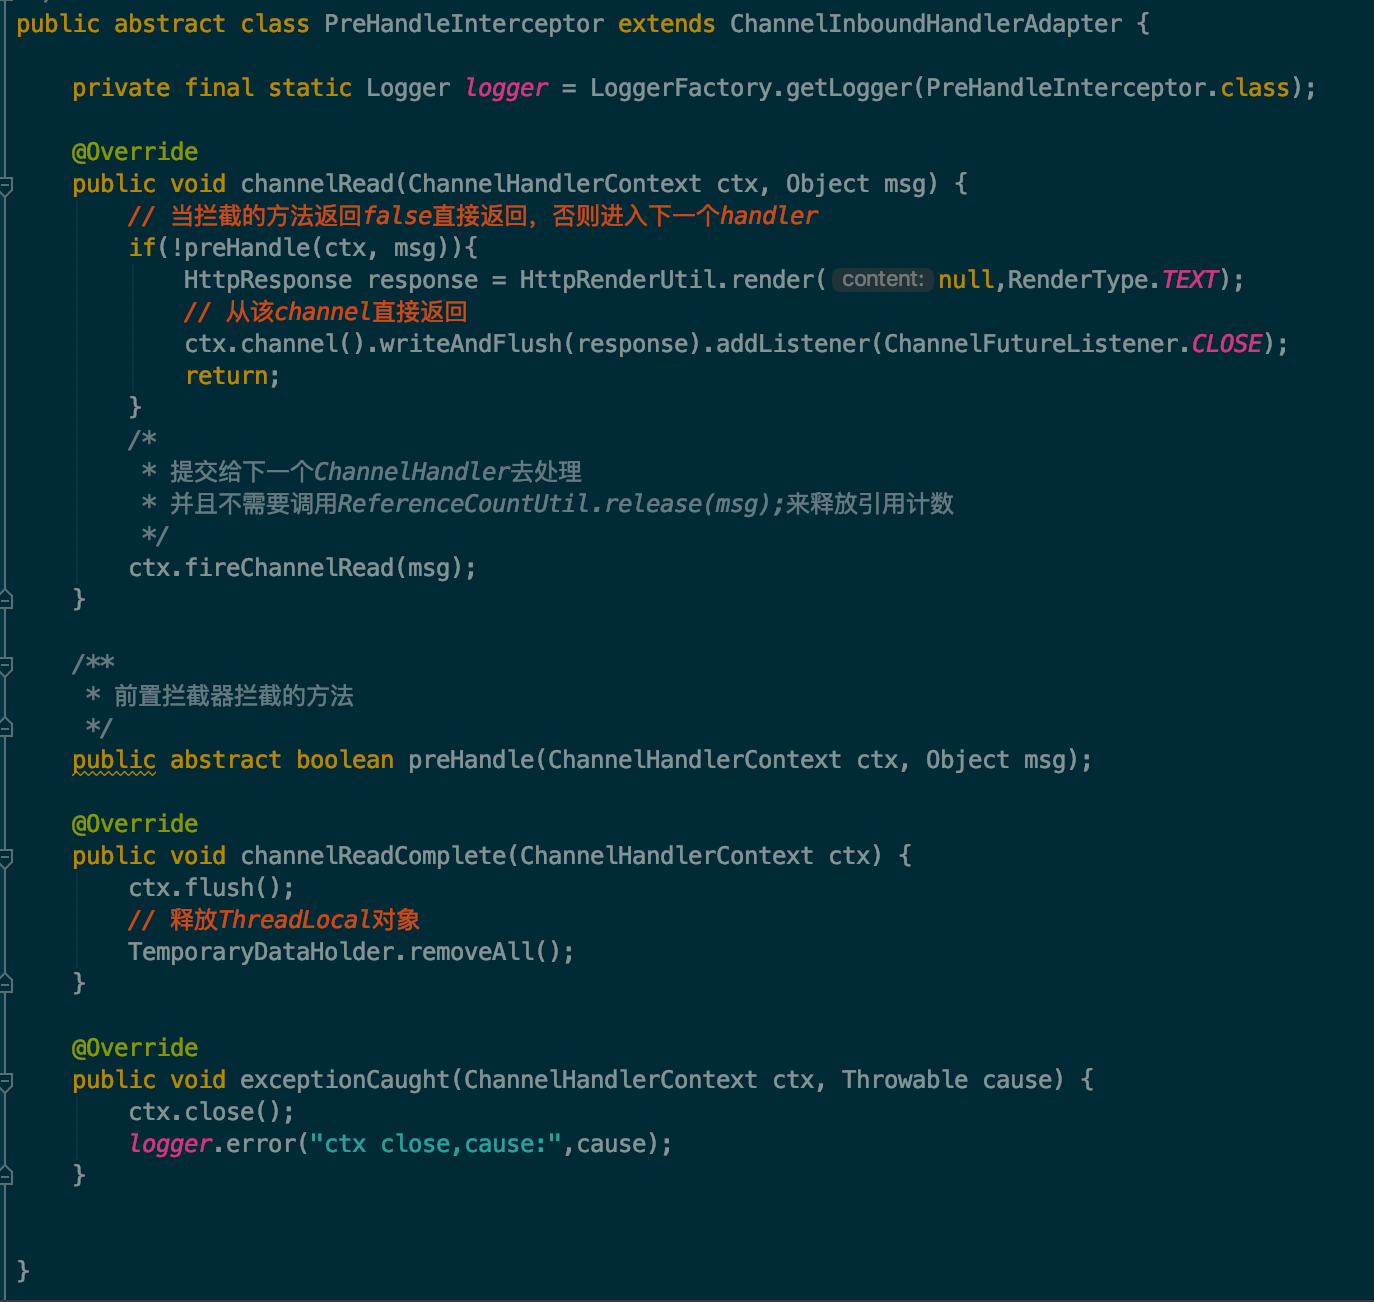 public abstract class PreHandleInterceptor extends ChannelInboundHandlerAdapter {
private final static Logger logger = LoggerFactory.getLogger(PreHandleInterceptor.class);
@Override
public void channelRead(ChannelHandlerContext ctx, Object msg) {
// 当拦截的方法返回false直接返回，否则进入下一个handler
if(!preHandle(ctx, msg)){
HttpResponse response = HttpRenderUtil.render( content: null,RenderType.TEXT);
// 从该channel直接返回
ctx.channel().writeAndFlush(response).addListener(ChannelFutureListener.CLOSE);
return;
}
/*
* 提交给下一个ChannelHandler去处理
* 并且不需要调用ReferenceCountUtil.release(msg);来释放引用计数
*/
ctx.fireChannelRead(msg);
}
/**
* 前置拦截器拦截的方法
*/
public abstract boolean preHandle(ChannelHandlerContext ctx, Object msg);
@Override
public void channelReadComplete(ChannelHandlerContext ctx) {
ctx.flush();
// 释放ThreadLocal对象
TemporaryDataHolder.removeAll();
}
@Override
public void exceptionCaught(ChannelHandlerContext ctx, Throwable cause) {
ctx.close();
logger.error("ctx close,cause:",cause);
}
}